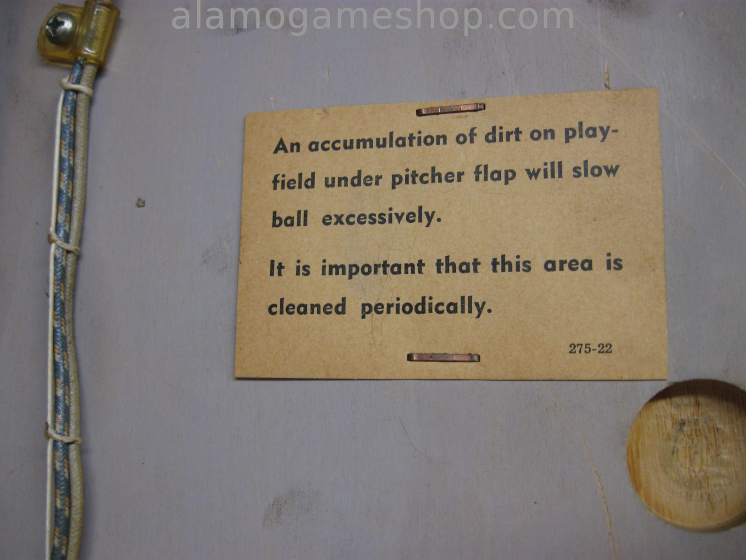 alamogameshop.com
An accumulation of dirt on play-
field under pitcher flap will slow
ball excessively.
It is important that this area is
cleaned periodically.
275-22